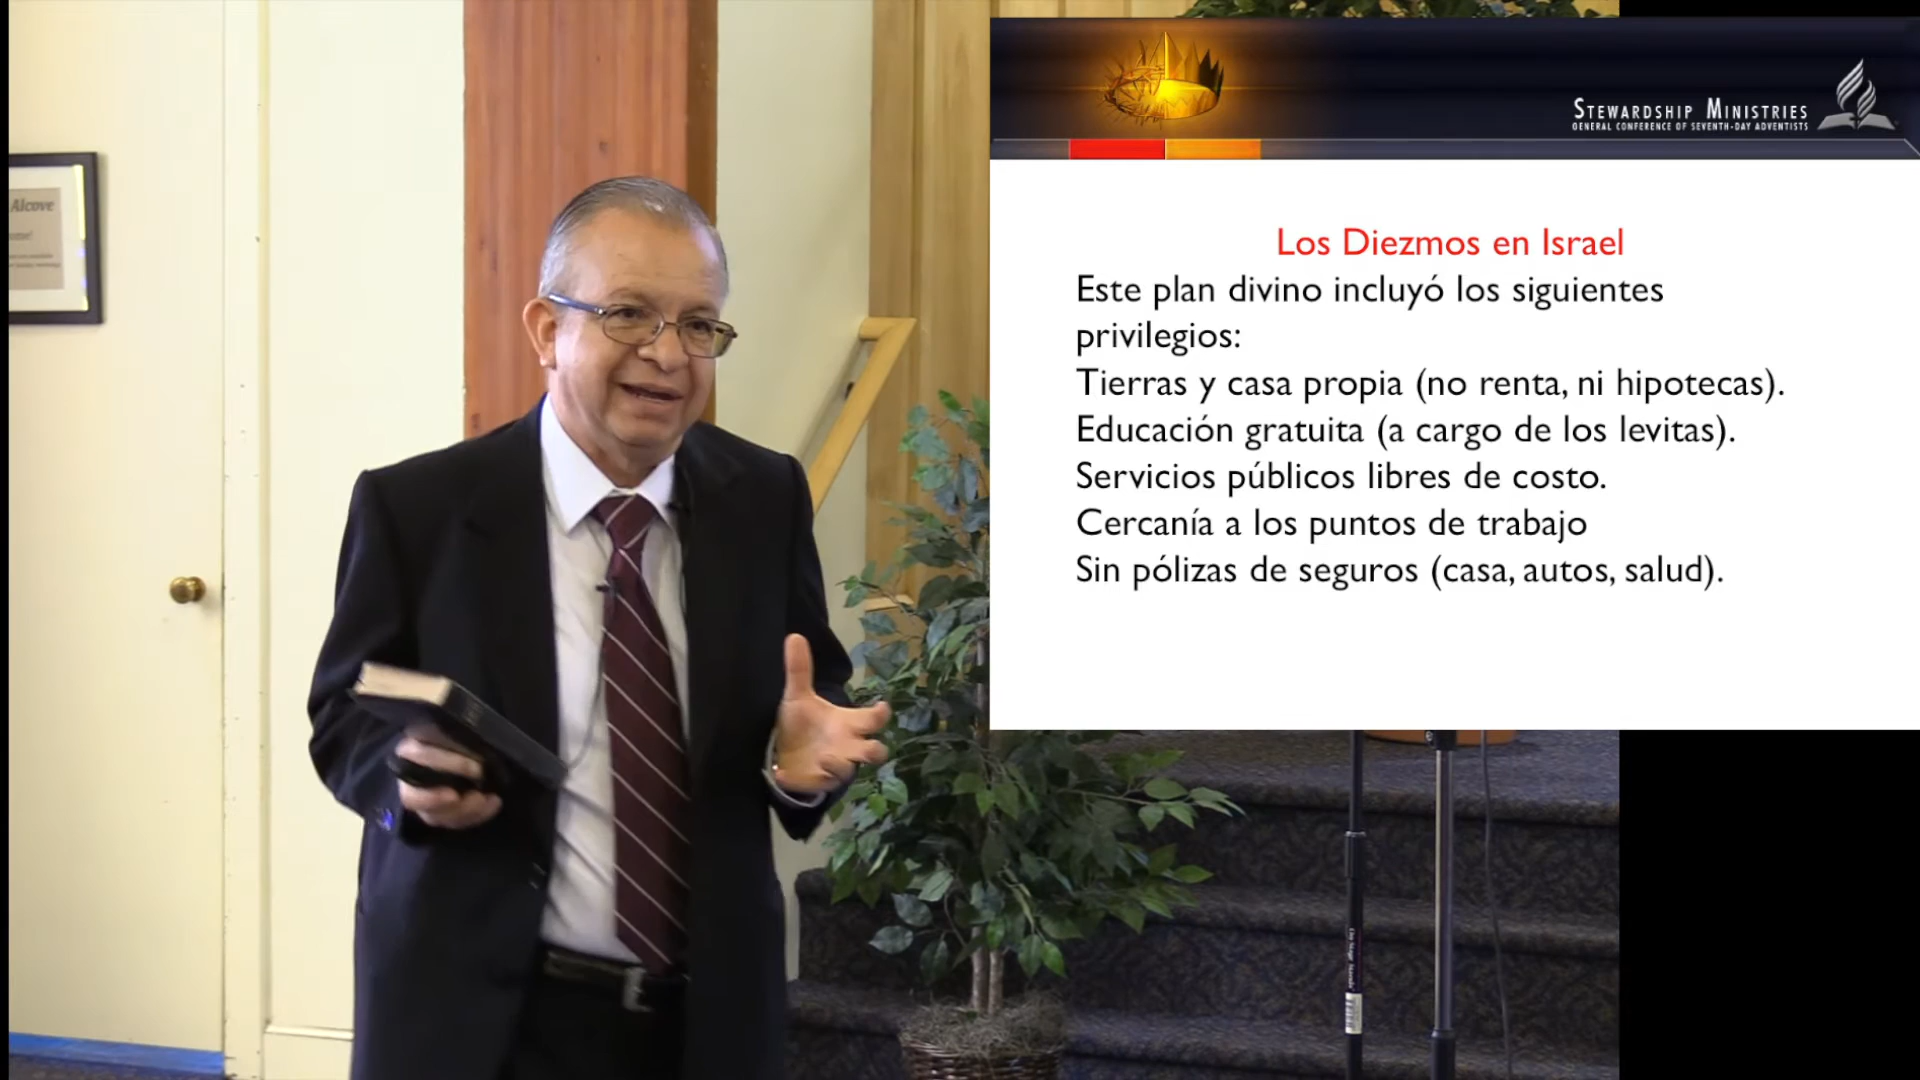 Alcove
STEWARDSHIP MINISTRIES
GENERAL CONFERENCE OF SEVENTH-DAY ADVENTISTS
Los Diezmos en Israel
Este plan divino incluyó los siguientes
privilegios:
Tierras y casa propia (no renta, ni hipotecas).
Educación gratuita (a cargo de los levitas).
Servicios públicos libres de costo.
Cercanía a los puntos de trabajo
Sin pólizas de seguros (casa, autos, salud).